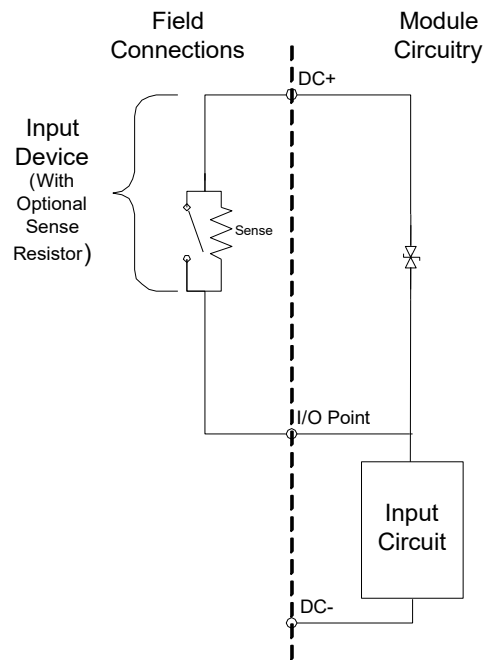 Field
Connections
Module
Circuitry
DC+
Input
Device
(With
Optional
Sense
Resistor)
Sense
I/O Point
Input
Circuit
DC-